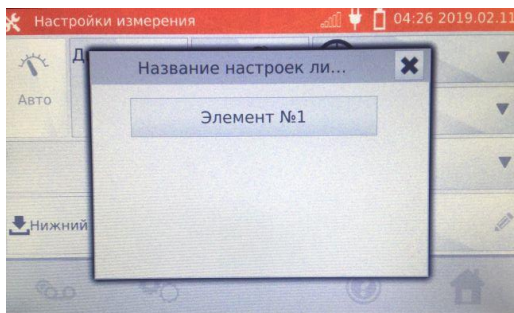 Настройки измерения
04:26 2019.02.11
Название настроек ли...
Элемент №1
Авто
Нижний